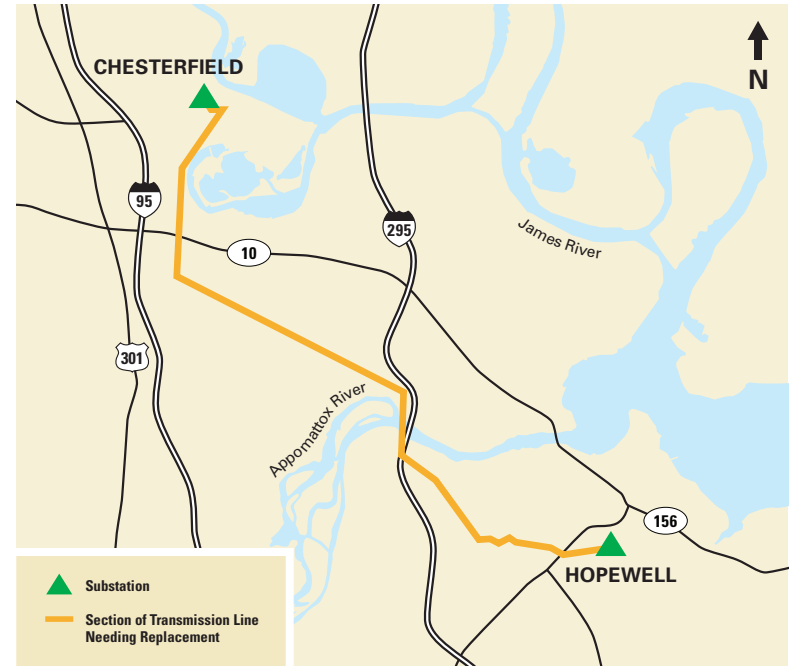 CHESTERFIELD
N
95
295
James River
10
301
Appomattox River
156
HOPEWELL
Substation
Section of Transmission Line
Needing Replacement